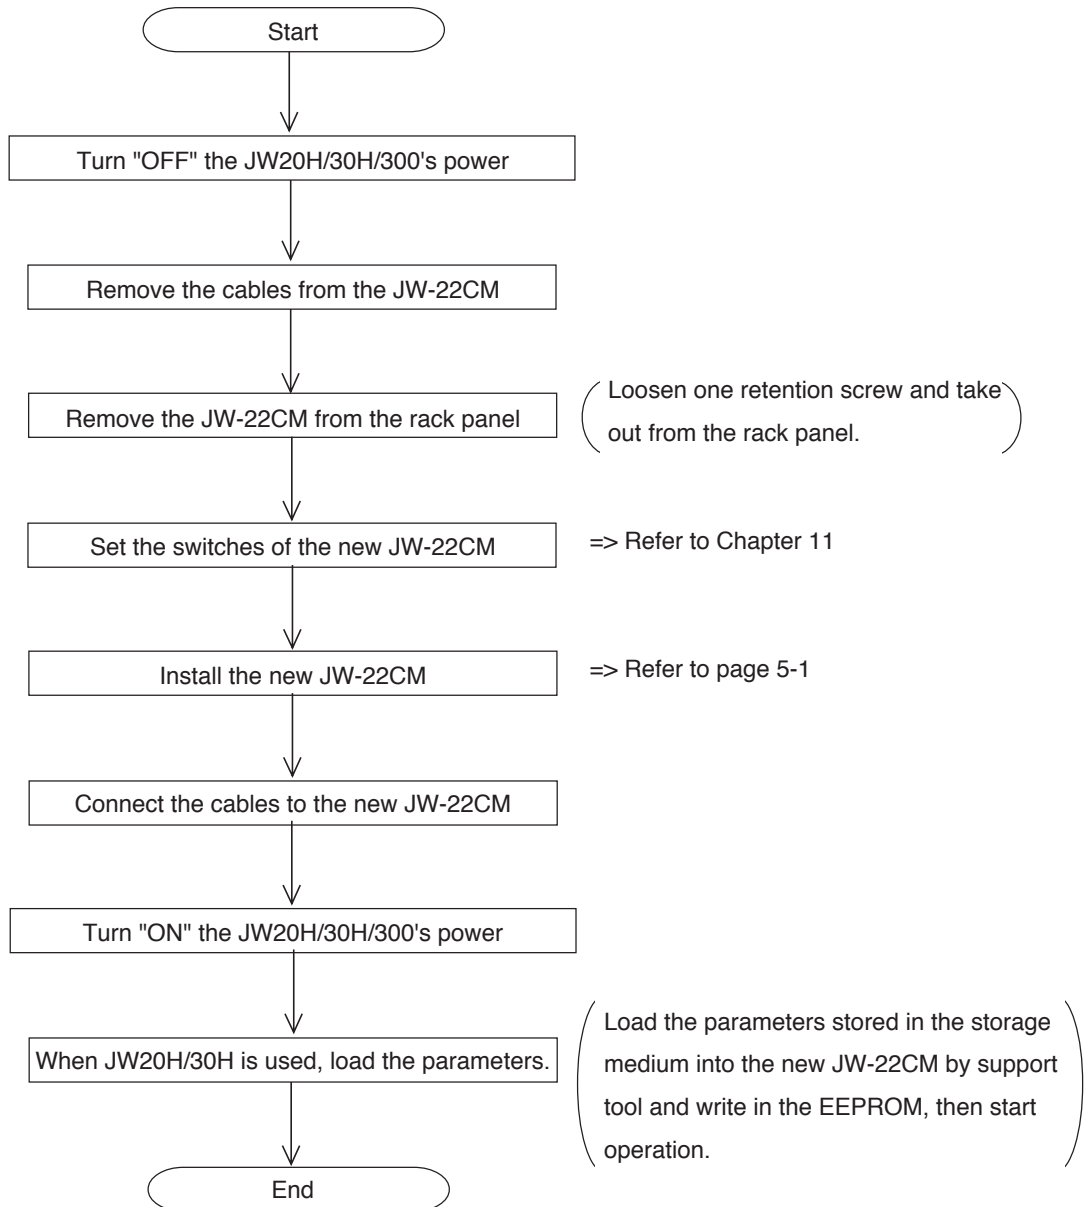 Start
Turn "OFF" the JW20H/30H/300's power
Remove the cables from the JW-22CM
Remove the JW-22CM from the rack panel
Loosen one retention screw and take
out from the rack panel.
Set the switches of the new JW-22CM
=> Refer to Chapter 11
Install the new JW-22CM
=> Refer to page 5-1
Connect the cables to the new JW-22CM
Turn "ON" the JW20H/30H/300's power
When JW20H/30H is used, load the parameters.
Load the parameters stored in the storage
medium into the new JW-22CM by support
tool and write in the EEPROM, then start
operation.
End